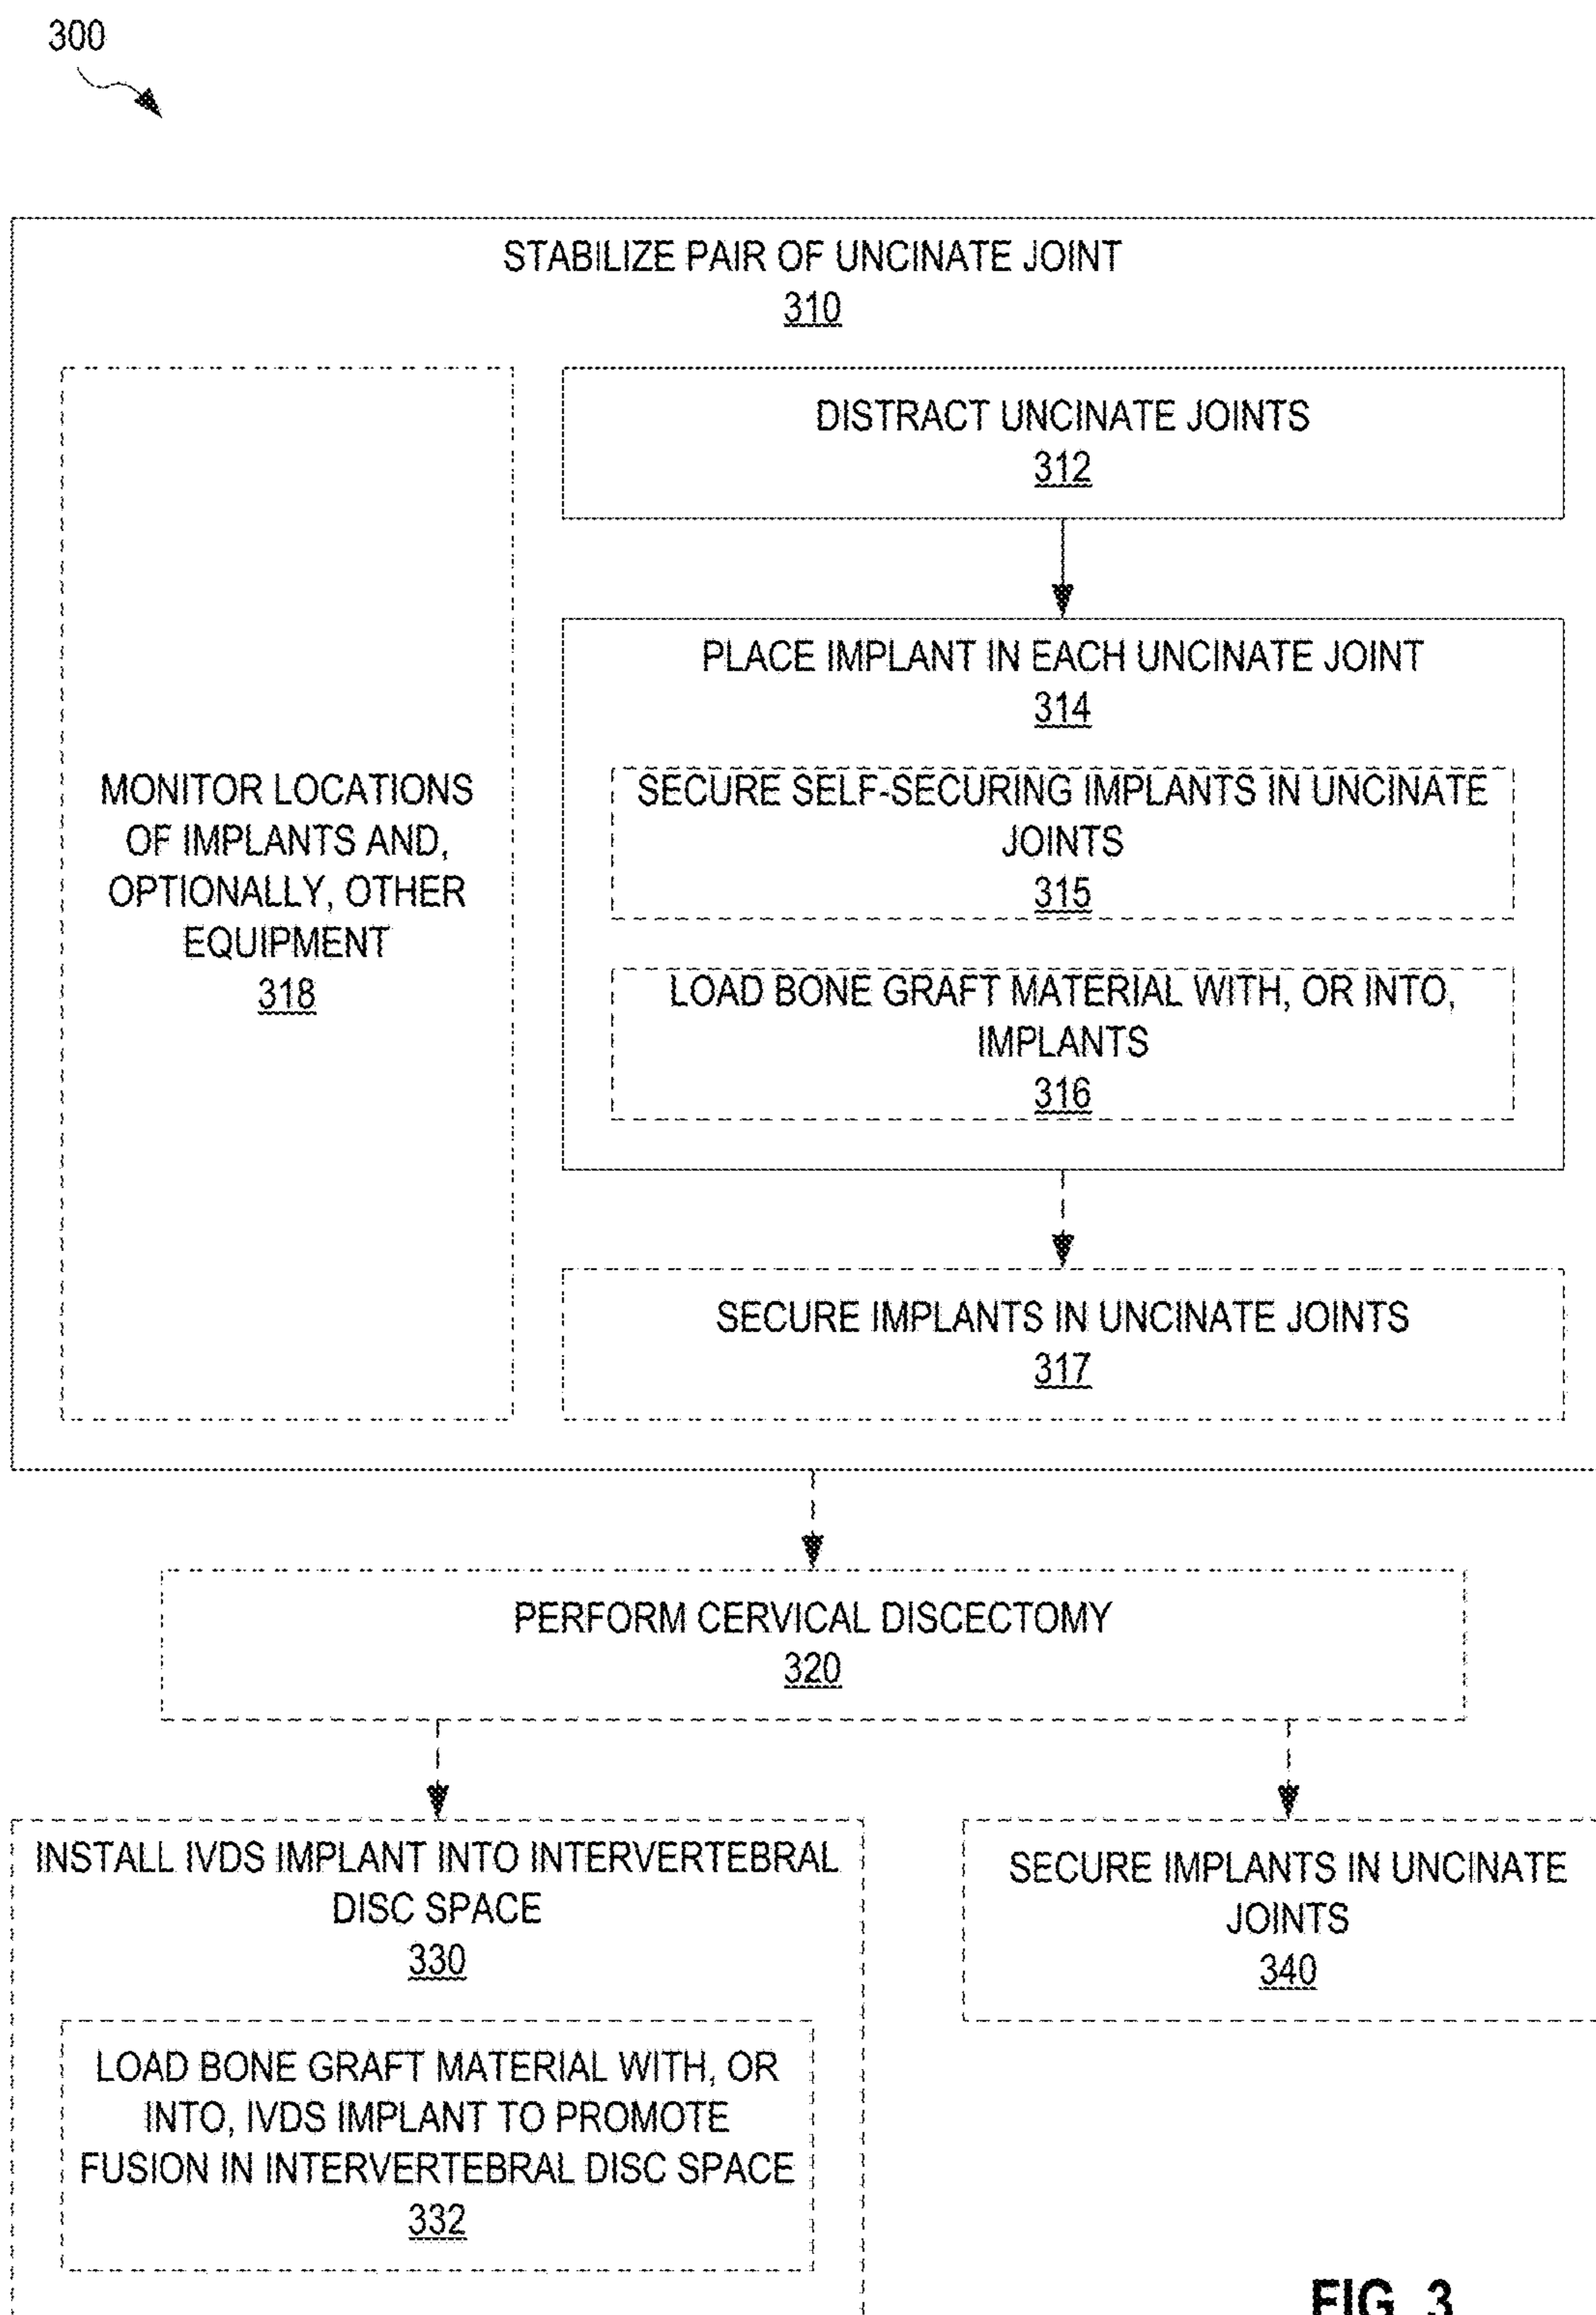 300
STABILIZE PAIR OF UNCINATE JOINT
310
DISTRACT UNCINATE JOINTS
312
PLACE IMPLANT IN EACH UNCINATE JOINT
314
SECURE SELF-SECURING IMPLANTS IN UNCINATE
JOINTS
315
LOAD BONE GRAFT MATERIAL WITH, OR INTO,
IMPLANTS
316
MONITOR LOCATIONS
OF IMPLANTS AND,
OPTIONALLY, OTHER
EQUIPMENT
318
SECURE IMPLANTS IN UNCINATE JOINTS
317
PERFORM CERVICAL DISCECTOMY
320
INSTALL IVDS IMPLANT INTO INTERVERTEBRAL
DISC SPACE
330
LOAD BONE GRAFT MATERIAL WITH, OR
INTO, IVDS IMPLANT TO PROMOTE
FUSION IN INTERVERTEBRAL DISC SPACE
332
SECURE IMPLANTS IN UNCINATE
JOINTS
340
FIG. 3